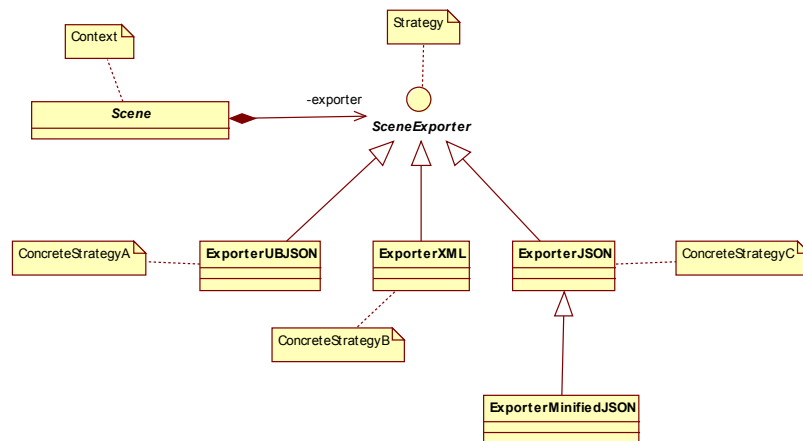 Strategy
Context
-exporter
Scene
SceneExporter
ConcreteStrategyA
ExporterUBJSON
ExporterXML
ExporterJSON
ConcreteStrategyC
ConcreteStrategyB
ExporterMinifiedJSON